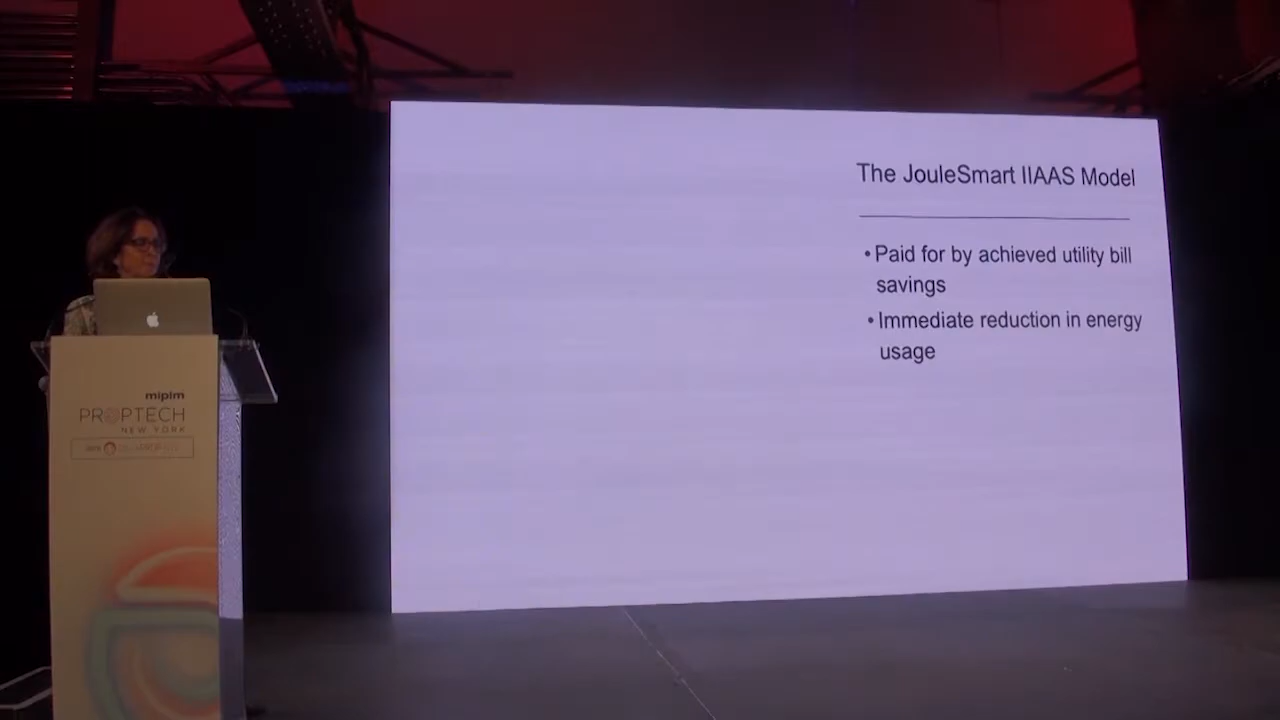 The JouleSmart IIAAS Model
• Paid for by achieved utility bill
savings
• Immediate reduction in energy
usage
mipim
PROPTECH
NEW YORK